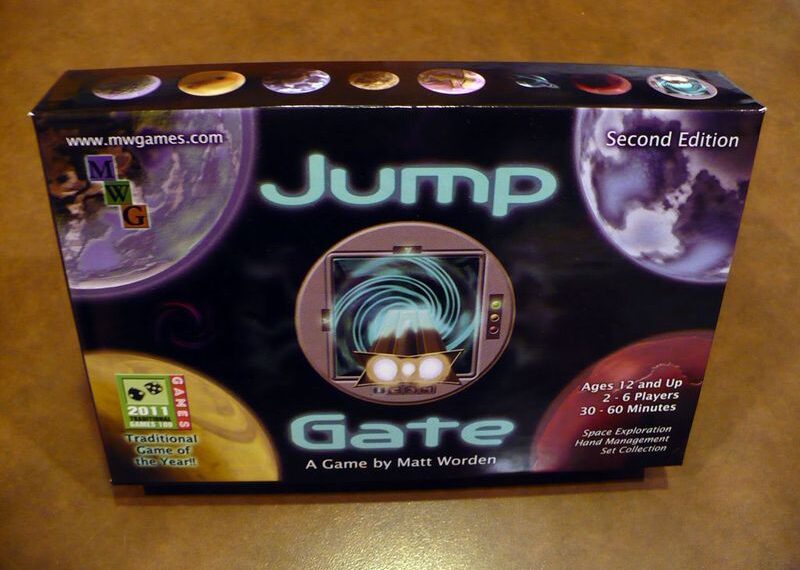 www.mwgames.com
Second Edition
M
W
G
Jump
Gate
A Game by Matt Worden
GAMES
2011
TRADITIONAL
GAMES 100
Traditional
Game of
the Year!!
Ages 12 and Up
2 - 6 Players
30 - 60 Minutes
Space Exploration
Hand Management
Set Collection